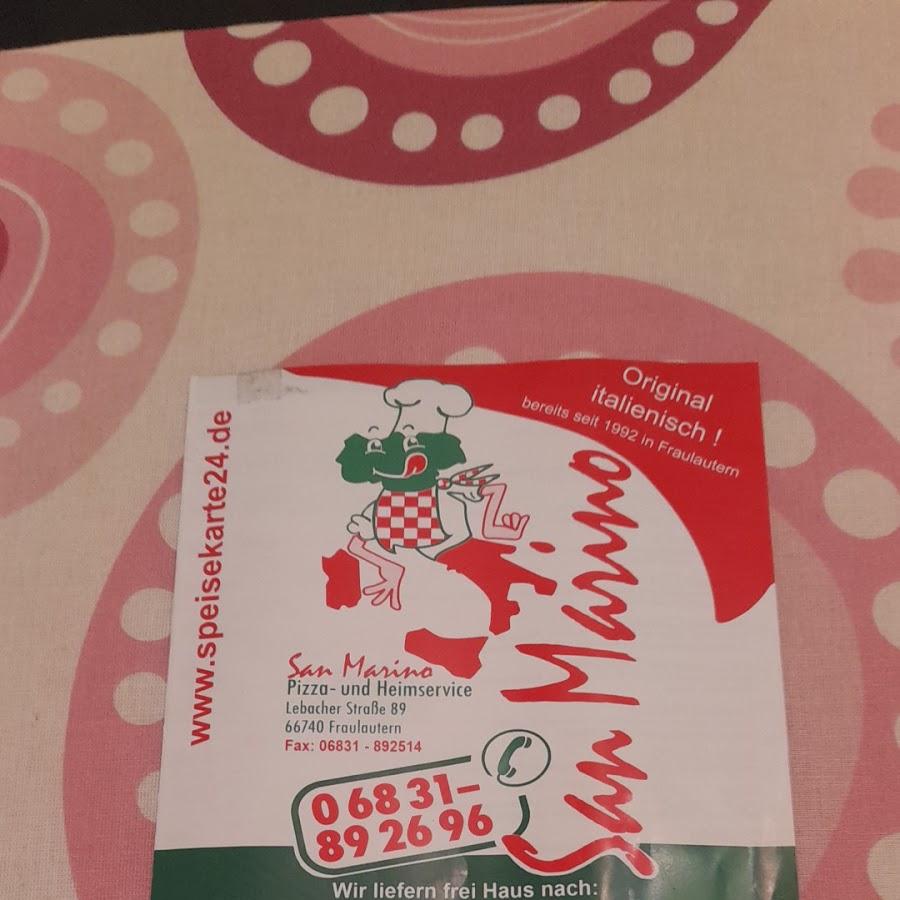 Original
italienisch !
bereits seit 1992 in Fraulautern
www.speisekarte24.de
San Marino
San Marino
Pizza- und Heimservice
Lebacher Straße 89
66740 Fraulautern
Fax: 06831 - 892514
0 68 31–
89 26 96
Wir liefern frei Haus nach: